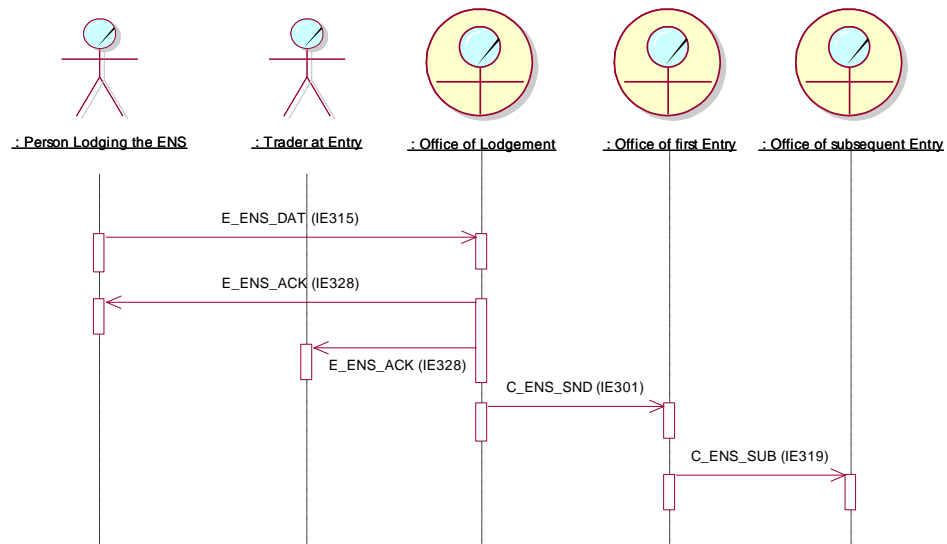 : Person Lodging the ENS
: Trader at Entry
: Office of Lodgement
: Office of first Entry
: Office of subsequent Entry
E_ENS_DAT (IE315)
E_ENS_ACK (IE328)
E_ENS_ACK (IE328)
C_ENS_SND (IE301)
C_ENS_SUB (IE319)